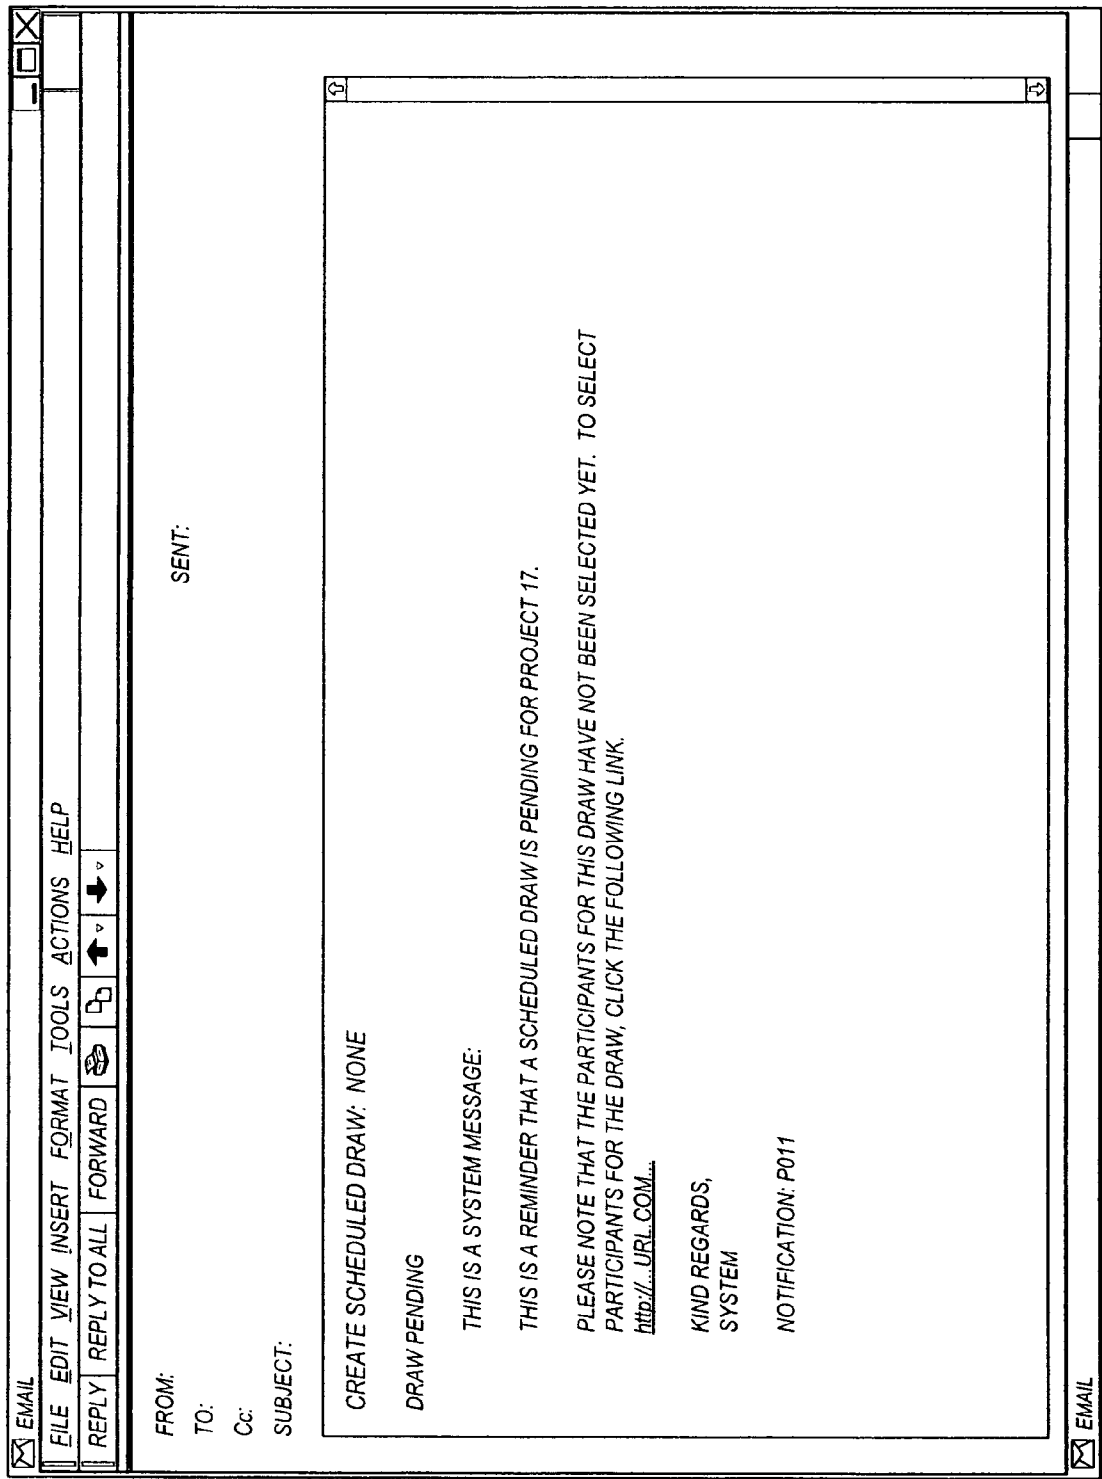 EMAIL
FILE EDIT VIEW INSERT FORMAT TOOLS ACTIONS HELP
REPLY REPLY TO ALL FORWARD
FROM: SENT:
TO:
Cc:
SUBJECT:
CREATE SCHEDULED DRAW: NONE
DRAW PENDING
THIS IS A SYSTEM MESSAGE:
THIS IS A REMINDER THAT A SCHEDULED DRAW IS PENDING FOR PROJECT 17.
PLEASE NOTE THAT THE PARTICIPANTS FOR THIS DRAW HAVE NOT BEEN SELECTED YET. TO SELECT
PARTICIPANTS FOR THE DRAW, CLICK THE FOLLOWING LINK.
http://...URL.COM...
KIND REGARDS,
SYSTEM
NOTIFICATION: P011
EMAIL